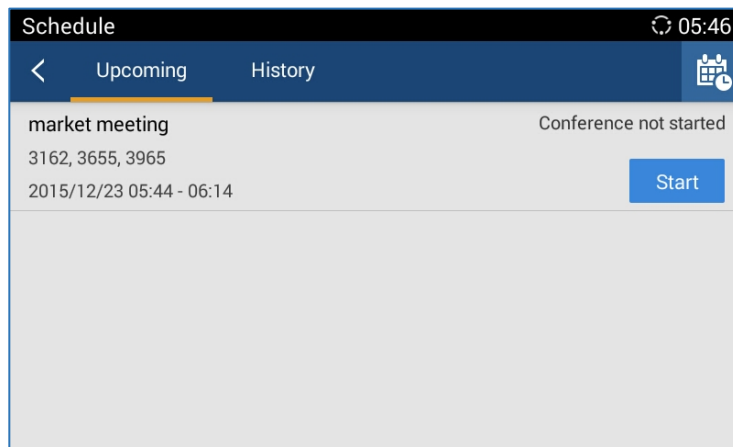 Schedule 05:46
Upcoming History
market meeting Conference not started
3162, 3655, 3965
2015/12/23 05:44 - 06:14 Start